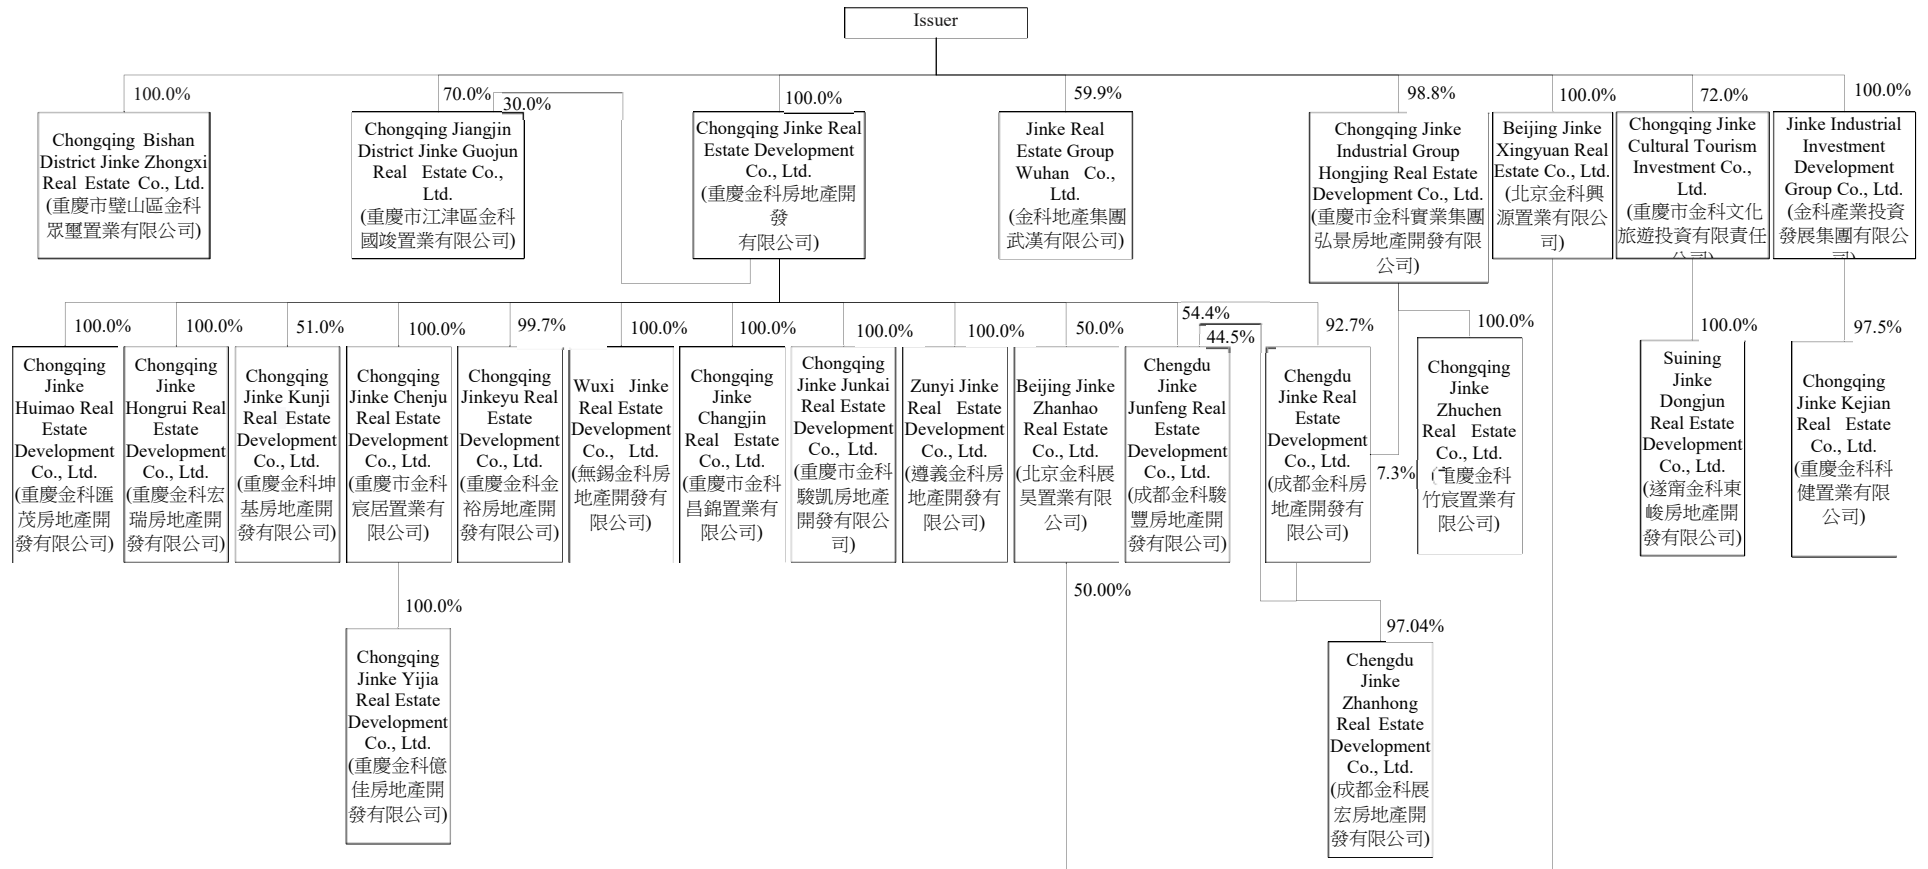 Issuer
100.0%
70.0%
30.0%
100.0%
59.9%
98.8%
100.0%
72.0%
100.0%
Chongqing Bishan
District Jinke Zhongxi
Real Estate Co., Ltd.
(重慶市璧山區金科
眾璽置業有限公司)
Chongqing Jiangjin
District Jinke Guojun
Real Estate Co.,
Ltd.
(重慶市江津區金科
國竣置業有限公司)
Chongqing Jinke Real
Estate Development
Co., Ltd.
(重慶金科房地產開
發
有限公司)
Jinke Real
Estate Group
Wuhan Co.,
Ltd.
(金科地產集團
武漢有限公司)
Chongqing Jinke
Industrial Group
Hongjing Real Estate
Development Co., Ltd.
(重慶市金科實業集團
弘景房地產開發有限
公司)
Beijing Jinke
Xingyuan Real
Estate Co., Ltd.
(北京金科興
源置業有限公
司)
Chongqing Jinke
Cultural Tourism
Investment Co.,
Ltd.
(重慶市金科文化
旅遊投資有限責任
公司)
Jinke Industrial
Investment
Development
Group Co., Ltd.
(金科產業投資
發展集團有限公
司)
100.0%
100.0%
51.0%
100.0%
99.7%
100.0%
100.0%
100.0%
100.0%
50.0%
54.4%
44.5%
92.7%
100.0%
100.0%
97.5%
Chongqing
Jinke
Huimao Real
Estate
Development
Co., Ltd.
(重慶金科匯
茂房地產開
發有限公司)
Chongqing
Jinke
Hongrui Real
Estate
Development
Co., Ltd.
(重慶金科宏
瑞房地產開
發有限公司)
Chongqing
Jinke Kunji
Real Estate
Development
Co., Ltd.
(重慶金科坤
基房地產開
發有限公司)
Chongqing
Jinke Chenju
Real Estate
Development
Co., Ltd.
(重慶市金科
宸居置業有
限公司)
Chongqing
Jinkeyu Real
Estate
Development
Co., Ltd.
(重慶金科金
裕房地產開
發有限公司)
Wuxi Jinke
Real Estate
Development
Co., Ltd.
(無錫金科房
地產開發有
限公司)
Chongqing
Jinke
Changjin
Real Estate
Co., Ltd.
(重慶市金科
昌錦置業有
限公司)
Chongqing
Jinke Junkai
Real Estate
Development
Co., Ltd.
(重慶市金科
駿凱房地產
開發有限公
司)
Zunyi Jinke
Real Estate
Development
Co., Ltd.
(遵義金科房
地產開發有
限公司)
Beijing Jinke
Zhanhao
Real Estate
Co., Ltd.
(北京金科展
昊置業有限
公司)
Chengdu
Jinke
Junfeng Real
Estate
Development
Co., Ltd.
(成都金科駿
豐房地產開
發有限公司)
Chengdu
Jinke Real
Estate
Development
Co., Ltd.
(成都金科房
地產開發有
限公司)
7.3%
Chongqing
Jinke
Zhuchen
Real Estate
Co., Ltd.
(重慶金科
竹宸置業有
限公司)
Suining
Jinke
Dongjun
Real Estate
Development
Co., Ltd.
(遂甯金科東
峻房地產開
發有限公司)
Chongqing
Jinke Kejian
Real Estate
Co., Ltd.
(重慶金科科
健置業有限
公司)
100.0%
50.00%
97.04%
Chongqing
Jinke Yijia
Real Estate
Development
Co., Ltd.
(重慶金科億
佳房地產開
發有限公司)
Chengdu
Jinke
Zhanhong
Real Estate
Development
Co., Ltd.
(成都金科展
宏房地產開
發有限公司)